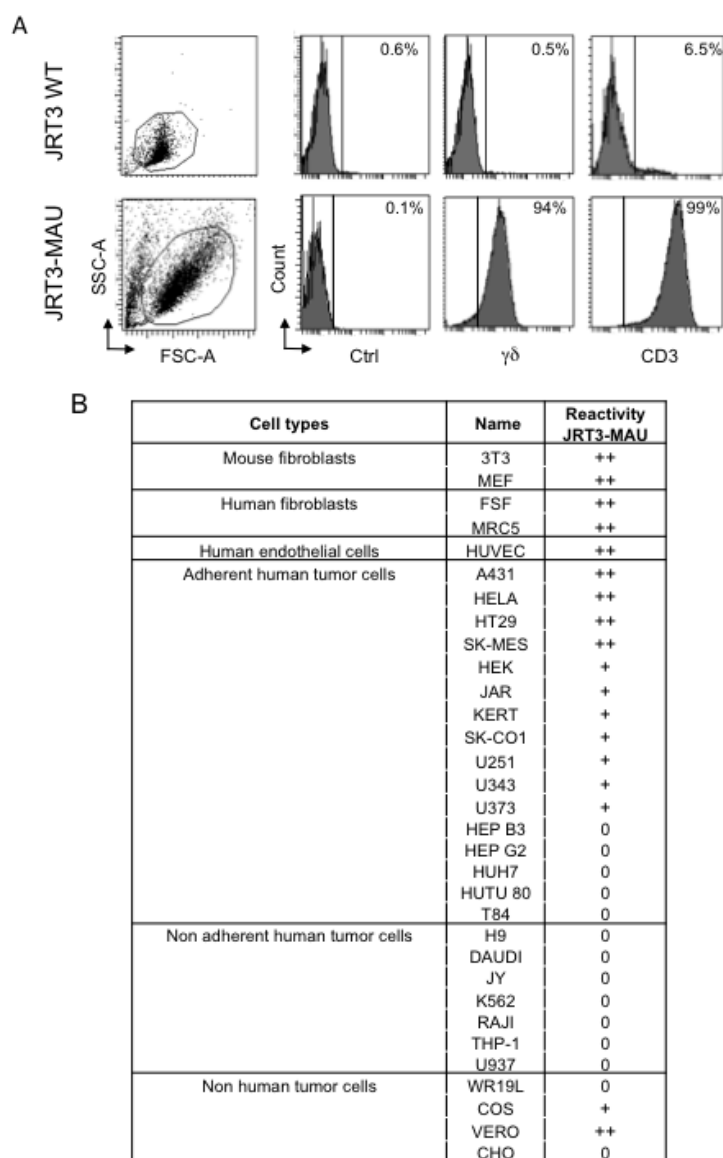 A
JRT3 WT
0.6%
0.5%
6.5%
JRT3-MAU
SSC-A
Count
0.1%
94%
99%
FSC-A
Ctrl
γδ
CD3
B
Cell types Name Reactivity JRT3-MAU
Mouse fibroblasts 3T3 ++
MEF ++
Human fibroblasts FSF ++
MRC5 ++
Human endothelial cells HUVEC ++
Adherent human tumor cells A431 ++
HELA ++
HT29 ++
SK-MES ++
HEK +
JAR +
KERT +
SK-CO1 +
U251 +
U343 +
U373 +
HEP B3 0
HEP G2 0
HUH7 0
HUTU 80 0
T84 0
Non adherent human tumor cells H9 0
DAUDI 0
JY 0
K562 0
RAJI 0
THP-1 0
U937 0
Non human tumor cells WR19L 0
COS +
VERO ++
CHO 0